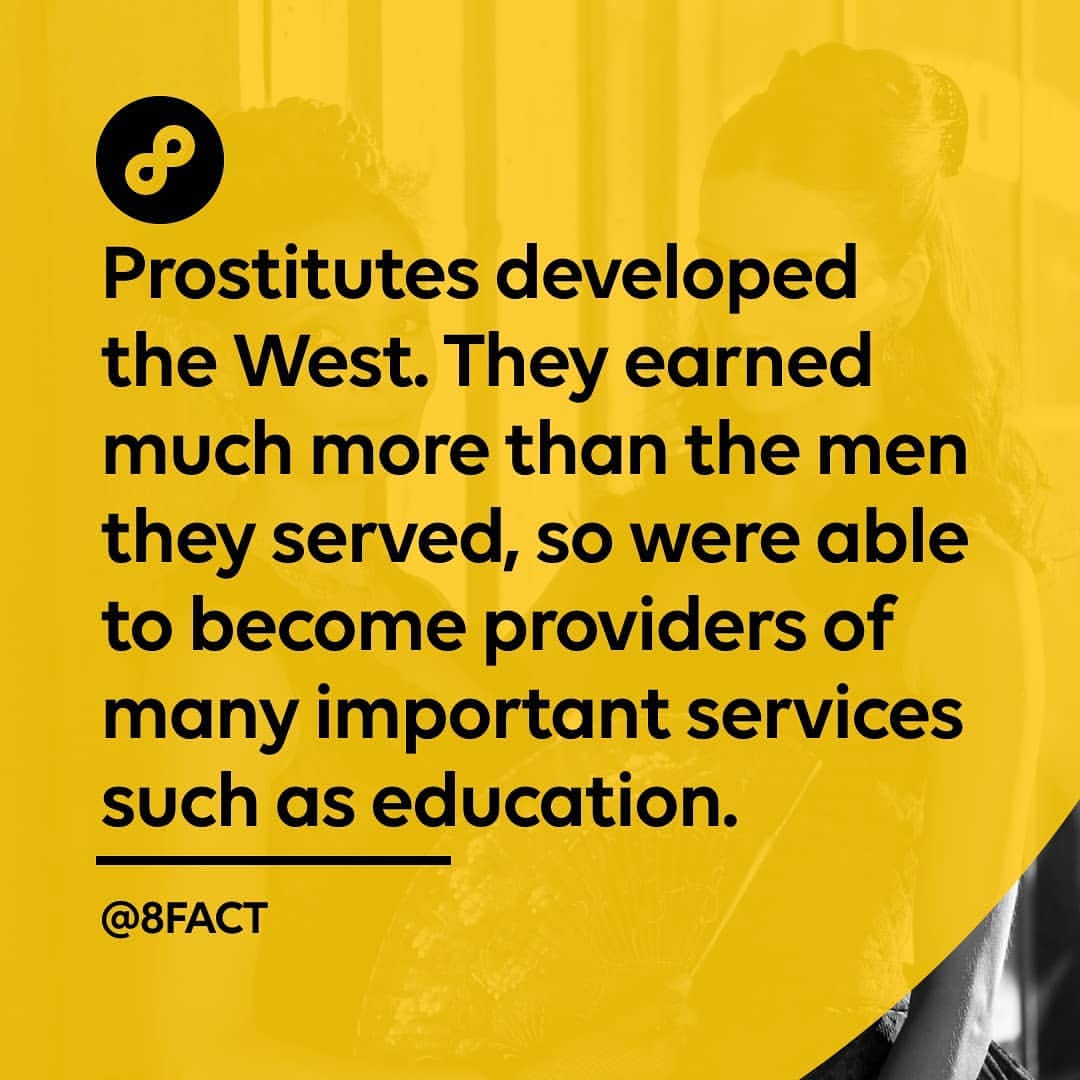 Prostitutes developed
the West. They earned
much more than the men
they served, so were able
to become providers of
many important services
such as education.
@8FACT